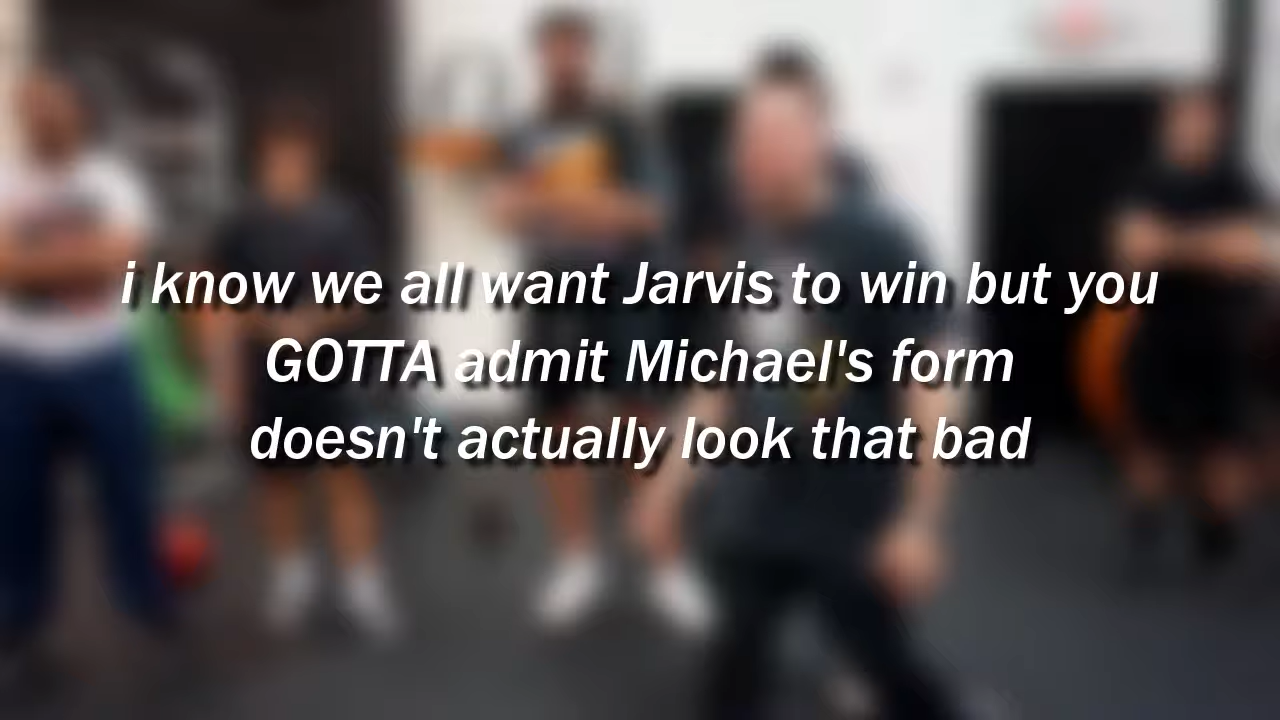 i know we all want Jarvis to win but you
GOTTA admit Michael's form
doesn't actually look that bad